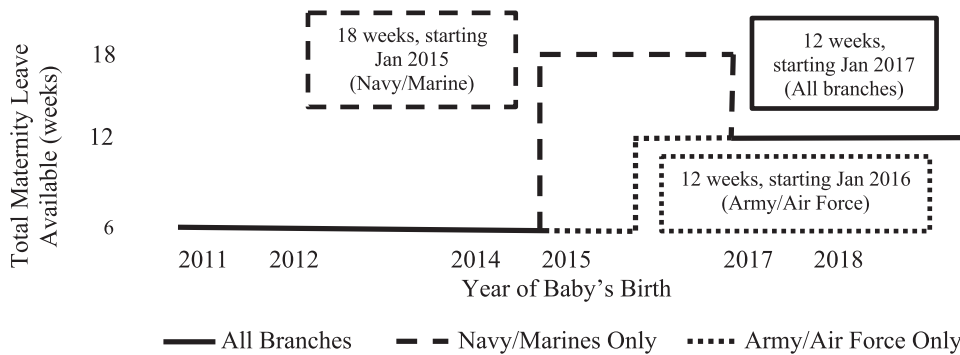 18 weeks, starting
Jan 2015
(Navy/Marine)
12 weeks,
starting Jan 2017
(All branches)
12 weeks, starting Jan 2016
(Army/Air Force)
Total Maternity Leave
Available (weeks)
18
12
6
2011 2012 2014 2015 2017 2018
Year of Baby's Birth
All Branches Navy/Marines Only Army/Air Force Only